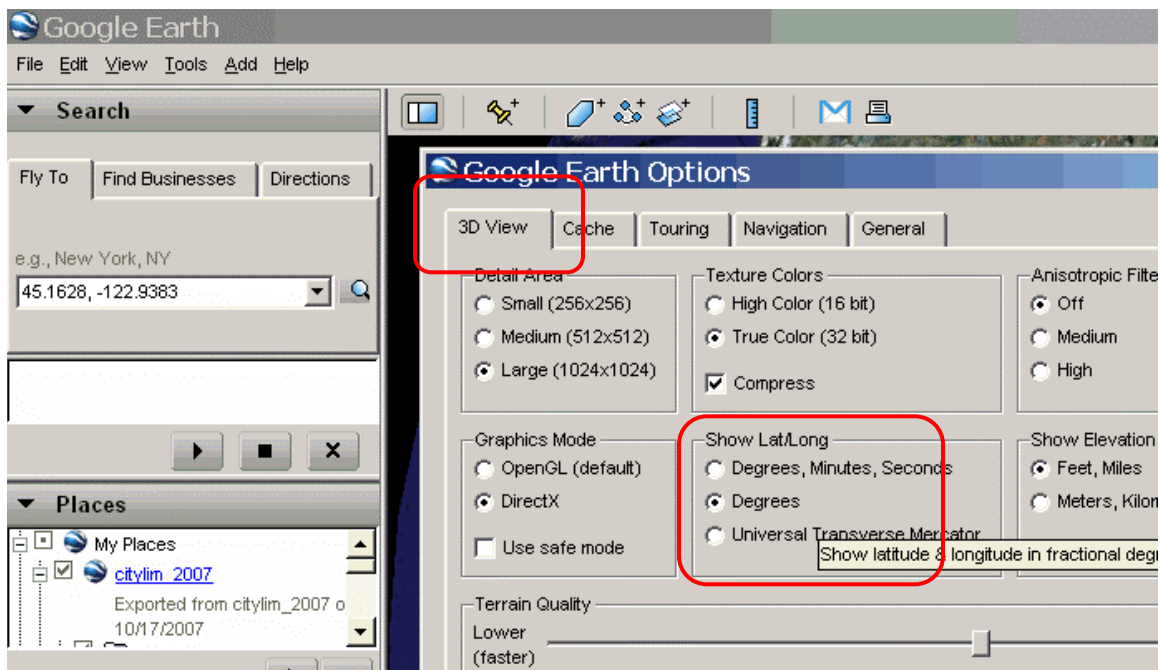 Google Earth
File Edit View Tools Add Help
Search
Fly To Find Businesses Directions
e.g., New York, NY
45.1628, -122.9383
Places
My Places
citylim_2007
Exported from citylim_2007 o
10/17/2007
Google Earth Options
3D View Cache Touring Navigation General
Detail Area
Small (256x256)
Medium (512x512)
Large (1024x1024)
Texture Colors
High Color (16 bit)
True Color (32 bit)
Compress
Anisotropic Filte
Off
Medium
High
Graphics Mode
OpenGL (default)
DirectX
Use safe mode
Show Lat/Long
Degrees, Minutes, Seconds
Degrees
Universal Transverse Mercator
Show latitude & longitude in fractional degr
Show Elevation
Feet, Miles
Meters, Kilom
Terrain Quality
Lower
(faster)